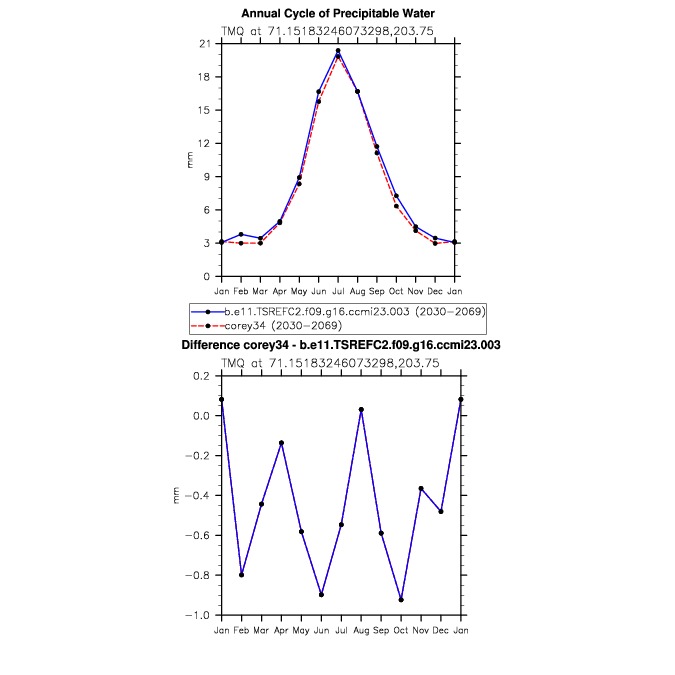 Annual Cycle of Precipitable Water
TMQ at 71.15183246073298,203.75
21
18
15
12
9
6
3
0
mm
Jan Feb Mar Apr May Jun Jul Aug Sep Oct Nov Dec Jan
b.e11.TSREFC2.f09.g16.ccmi23.003 (2030-2069)
corey34 (2030-2069)
Difference corey34 - b.e11.TSREFC2.f09.g16.ccmi23.003
TMQ at 71.15183246073298,203.75
0.2
0.0
-0.2
-0.4
-0.6
-0.8
-1.0
mm
Jan Feb Mar Apr May Jun Jul Aug Sep Oct Nov Dec Jan